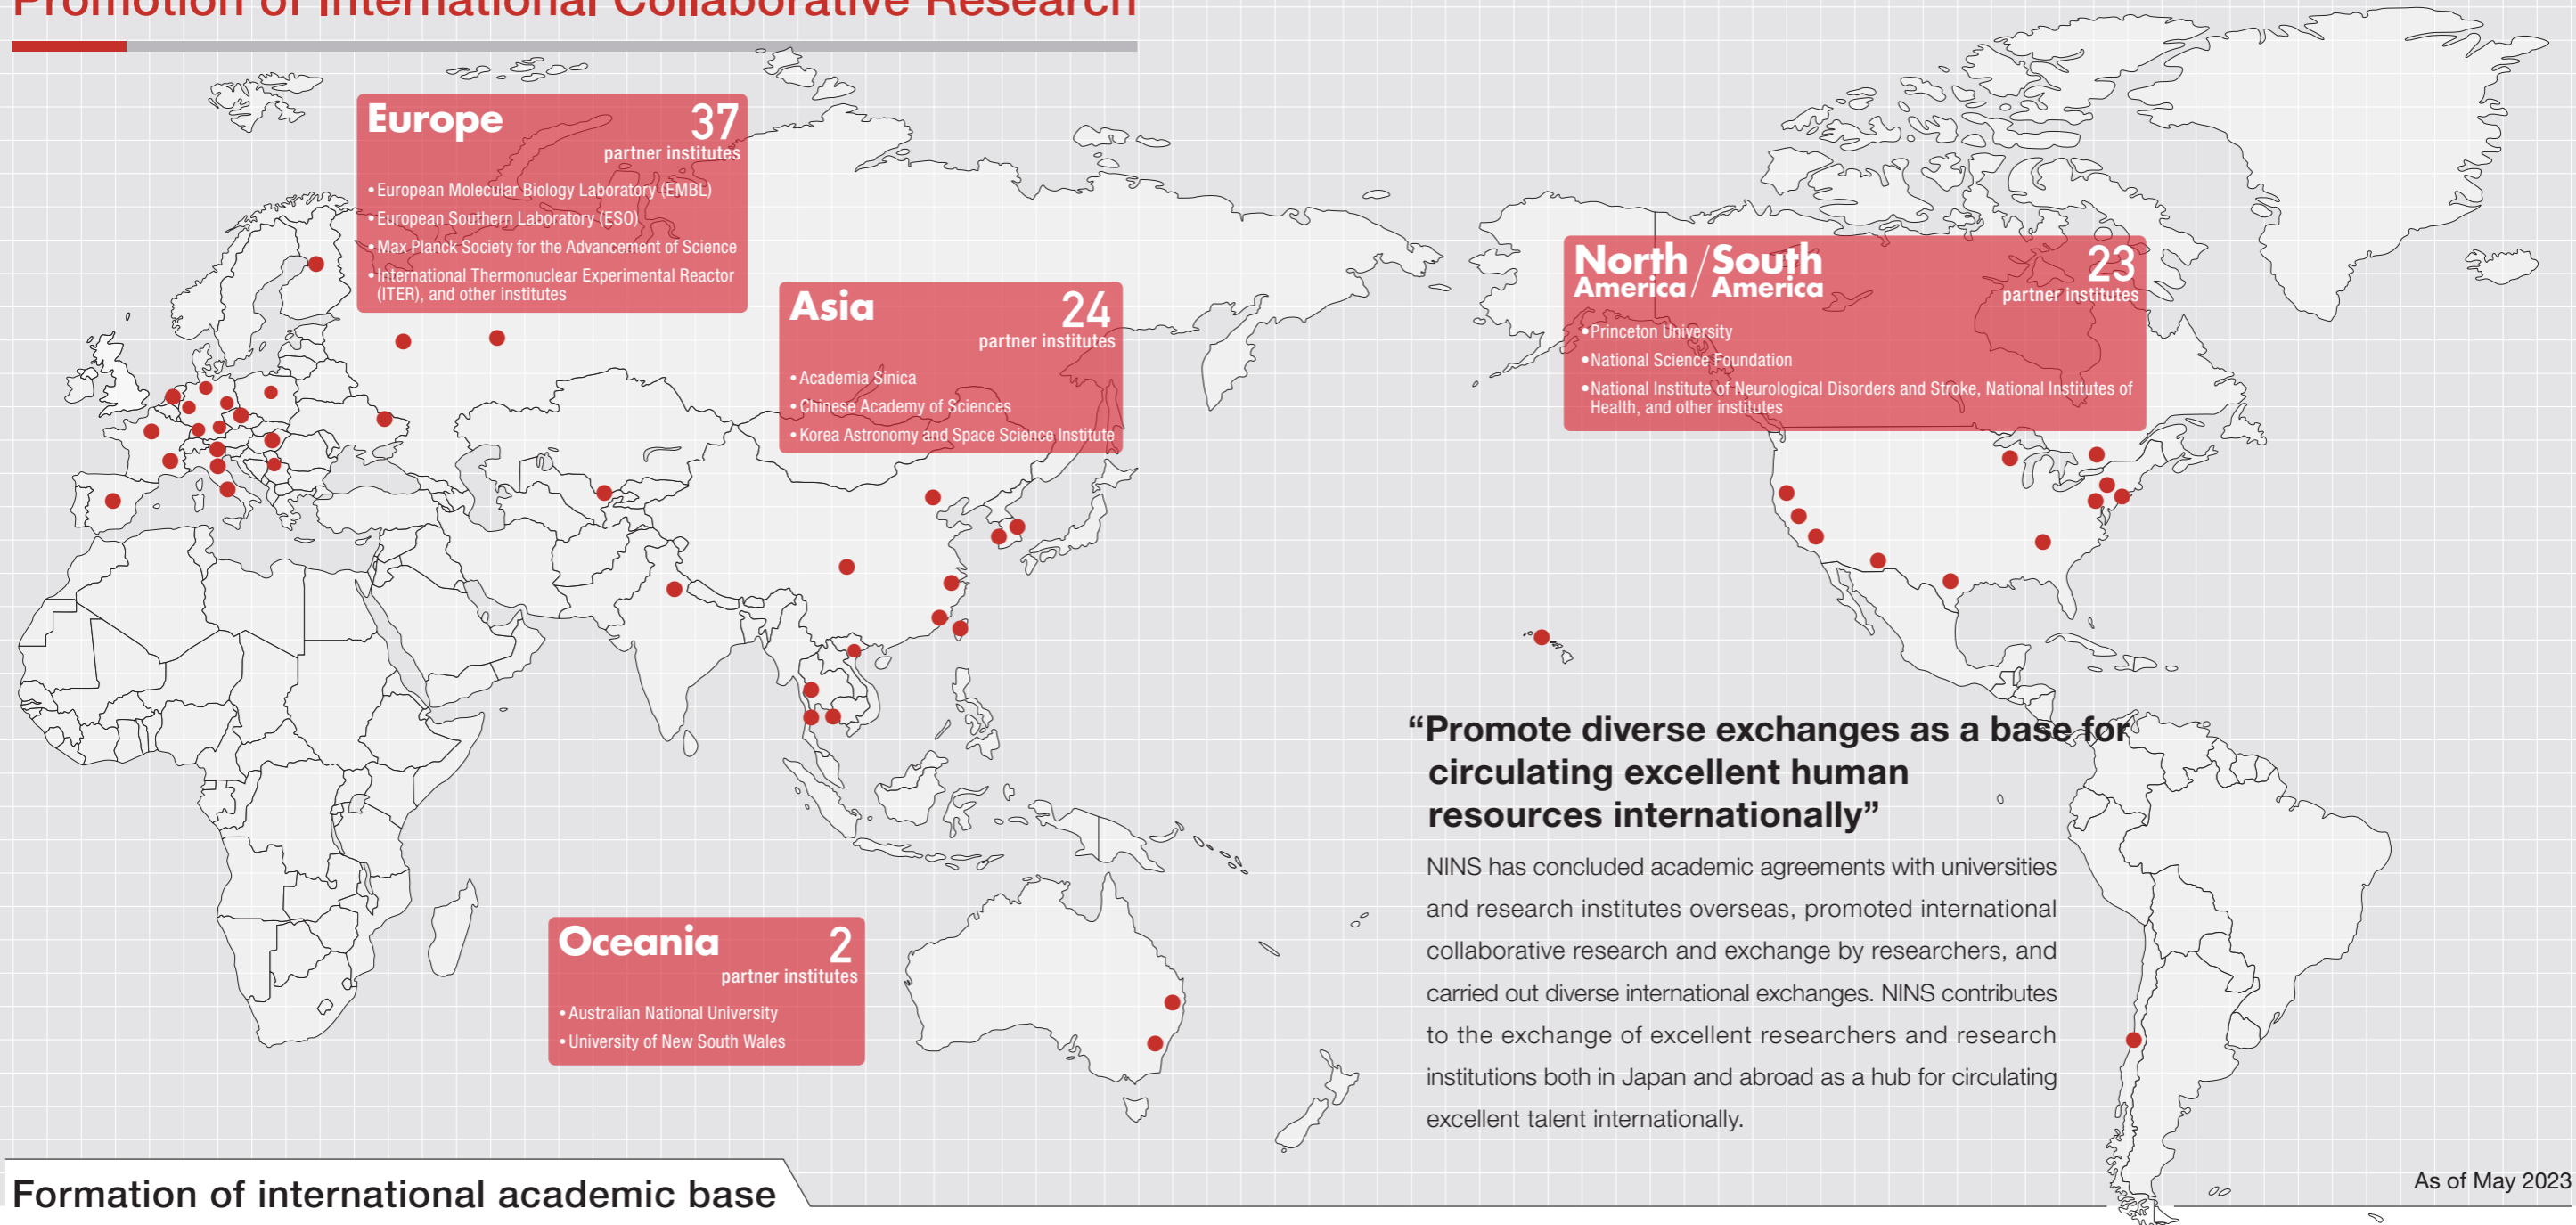 Promotion of International Collaborative Research
Europe
37
partner institutes
•European Molecular Biology Laboratory (EMBL)
•European Southern Laboratory (ESO)
•Max Planck Society for the Advancement of Science
•International Thermonuclear Experimental Reactor
(ITER), and other institutes
Asia
24
partner institutes
•Academia Sinica
•Chinese Academy of Sciences
•Korea Astronomy and Space Science Institute
North America / South America
23
partner institutes
•Princeton University
•National Science Foundation
•National Institute of Neurological Disorders and Stroke, National Institutes of
Health, and other institutes
Oceania
2
partner institutes
•Australian National University
•University of New South Wales
“Promote diverse exchanges as a base for
circulating excellent human
resources internationally”
NINS has concluded academic agreements with universities
and research institutes overseas, promoted international
collaborative research and exchange by researchers, and
carried out diverse international exchanges. NINS contributes
to the exchange of excellent researchers and research
institutions both in Japan and abroad as a hub for circulating
excellent talent internationally.
As of May 2023
Formation of international academic base